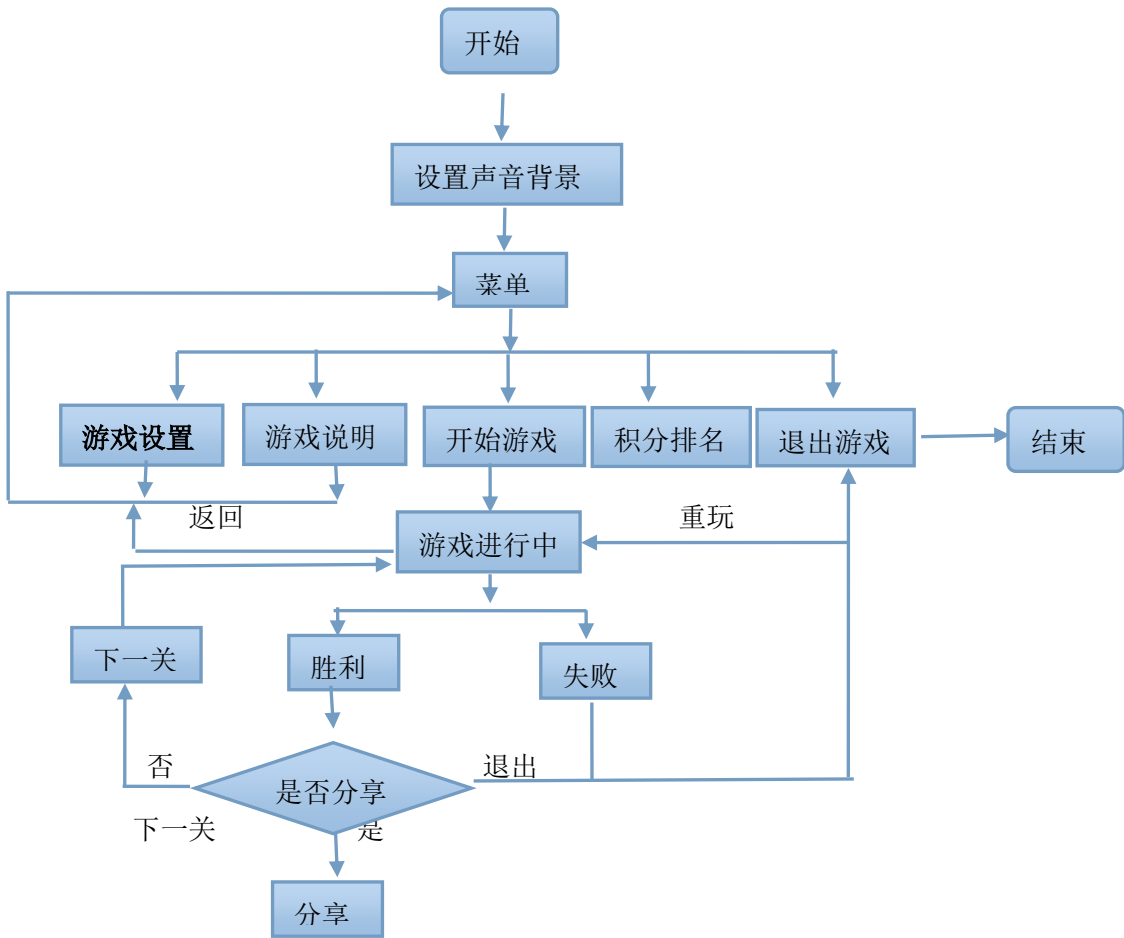 开始
设置声音背景
菜单
游戏设置
游戏说明
开始游戏
积分排名
退出游戏
结束
返回
重玩
游戏进行中
下一关
胜利
失败
否
退出
是否分享
下一关
是
分享